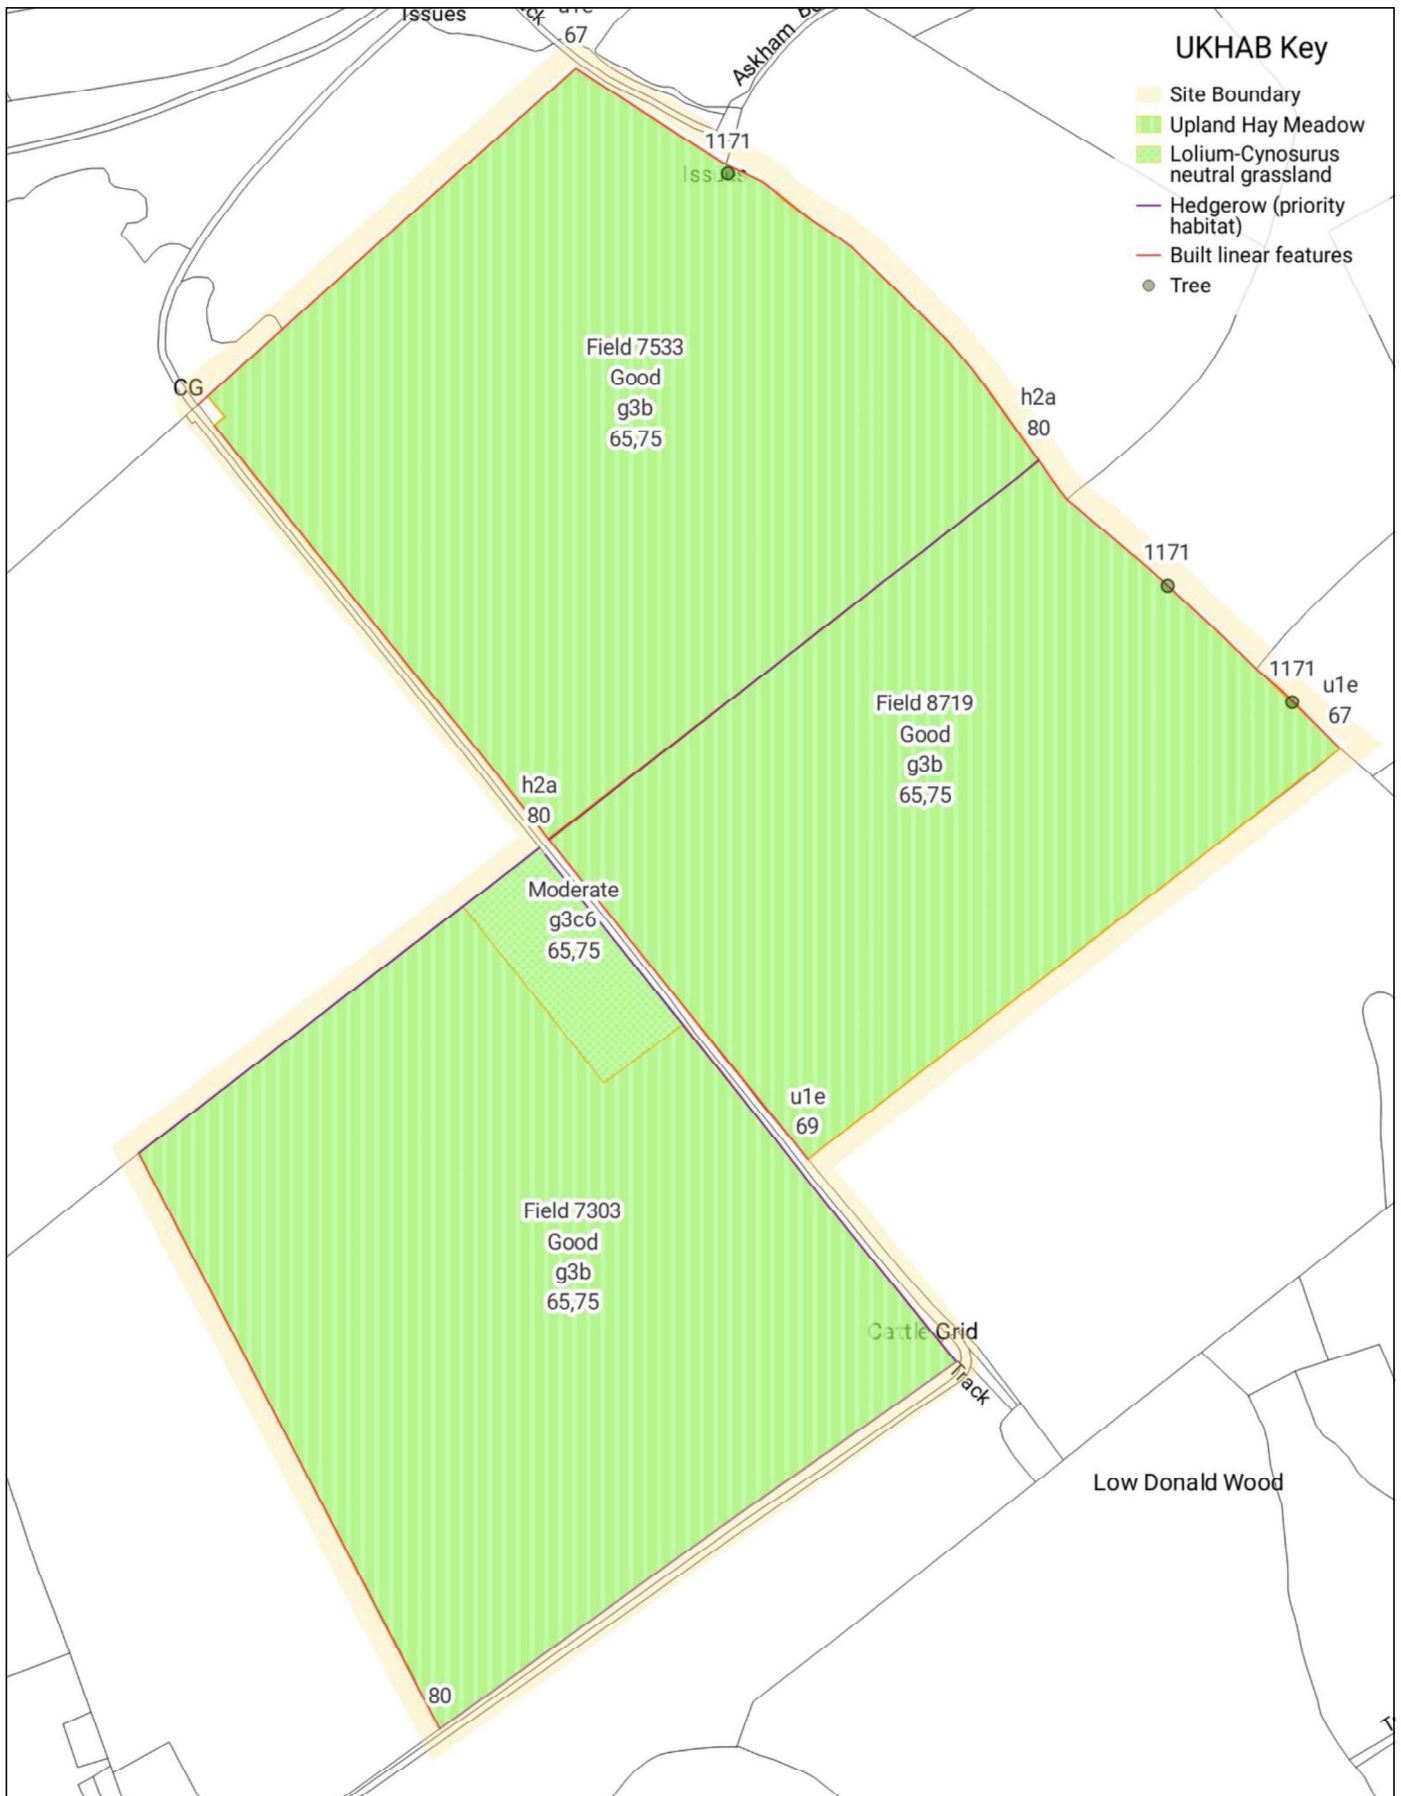 Issues
67
Askham
UKHAB Key
Site Boundary
Upland Hay Meadow
Lolium-Cynosurus
neutral grassland
Hedgerow (priority
habitat)
Built linear features
Tree
1171
Issues
Field 7533
Good
g3b
65,75
CG
h2a
80
1171
1171
u1e
67
Field 8719
Good
g3b
65,75
h2a
80
Moderate
g3c6
65,75
u1e
69
Field 7303
Good
g3b
65,75
Cattle Grid
Track
Low Donald Wood
80